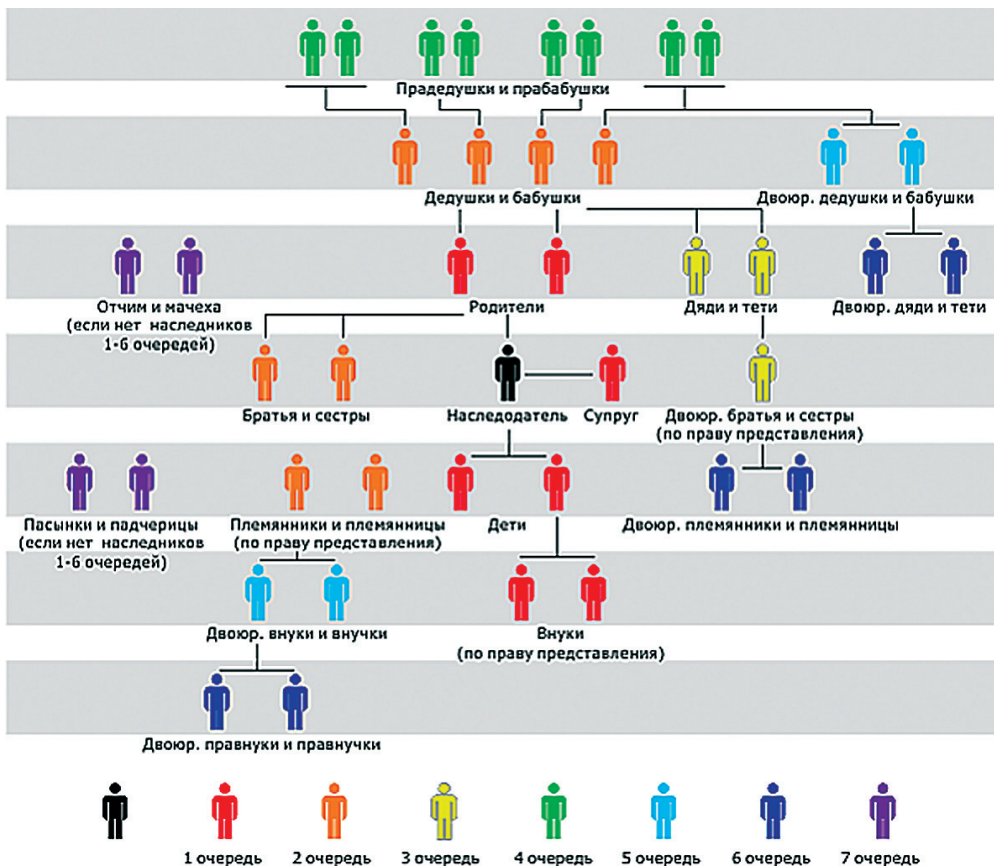 Прадедушки и прабабушки
Дедушки и бабушки
Двоюр. дедушки и бабушки
Отчим и мачеха
(если нет наследников
1-6 очередей)
Родители
Дяди и тети
Двоюр. дяди и тети
Братья и сестры
Наследодатель
Супруг
Двоюр. братья и сестры
(по праву представления)
Пасынки и падчерицы
(если нет наследников
1-6 очередей)
Племянники и племянницы
(по праву представления)
Дети
Двоюр. племянники и племянницы
Двоюр. внуки и внучки
Внуки
(по праву представления)
Двоюр. правнуки и правнучки
1 очередь
2 очередь
3 очередь
4 очередь
5 очередь
6 очередь
7 очередь